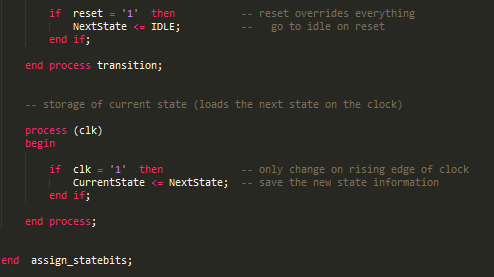 if reset = '1' then -- reset overrides everything
NextState <= IDLE; -- go to idle on reset
end if;
end process transition;
-- storage of current state (loads the next state on the clock)
process (clk)
begin
if clk = '1' then -- only change on rising edge of clock
CurrentState <= NextState; -- save the new state information
end if;
end process;
end assign_statebits;